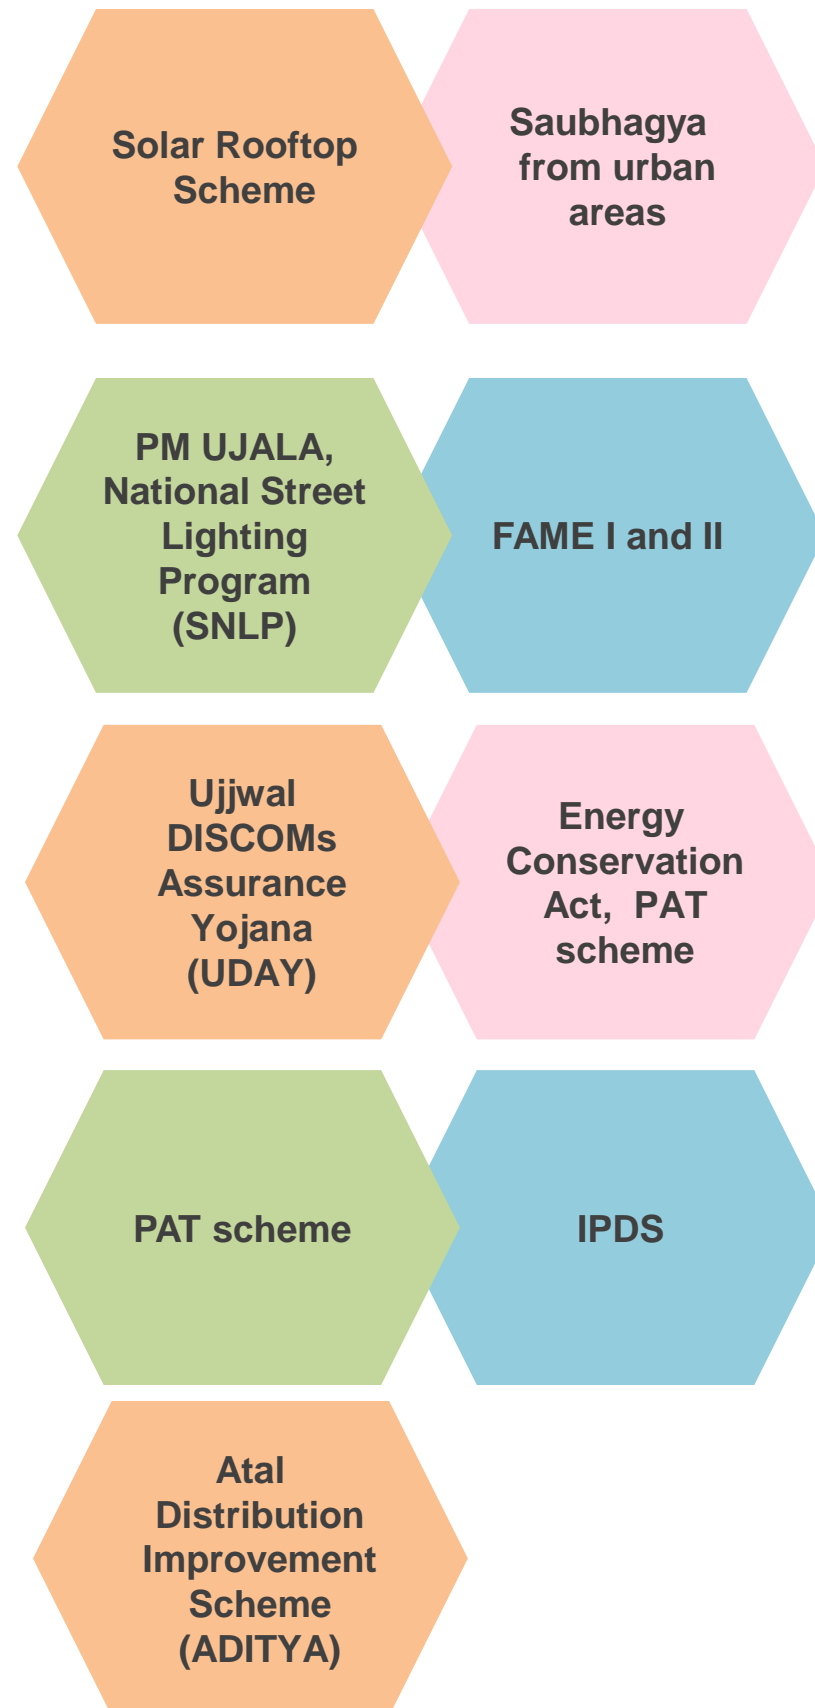 Solar Rooftop
Scheme
Saubhagya
from urban
areas
PM UJALA,
National Street
Lighting
Program
(SNLP)
FAME I and II
Ujjwal
DISCOMs
Assurance
Yojana
(UDAY)
Energy
Conservation
Act, PAT
scheme
PAT scheme
IPDS
Atal
Distribution
Improvement
Scheme
(ADITYA)